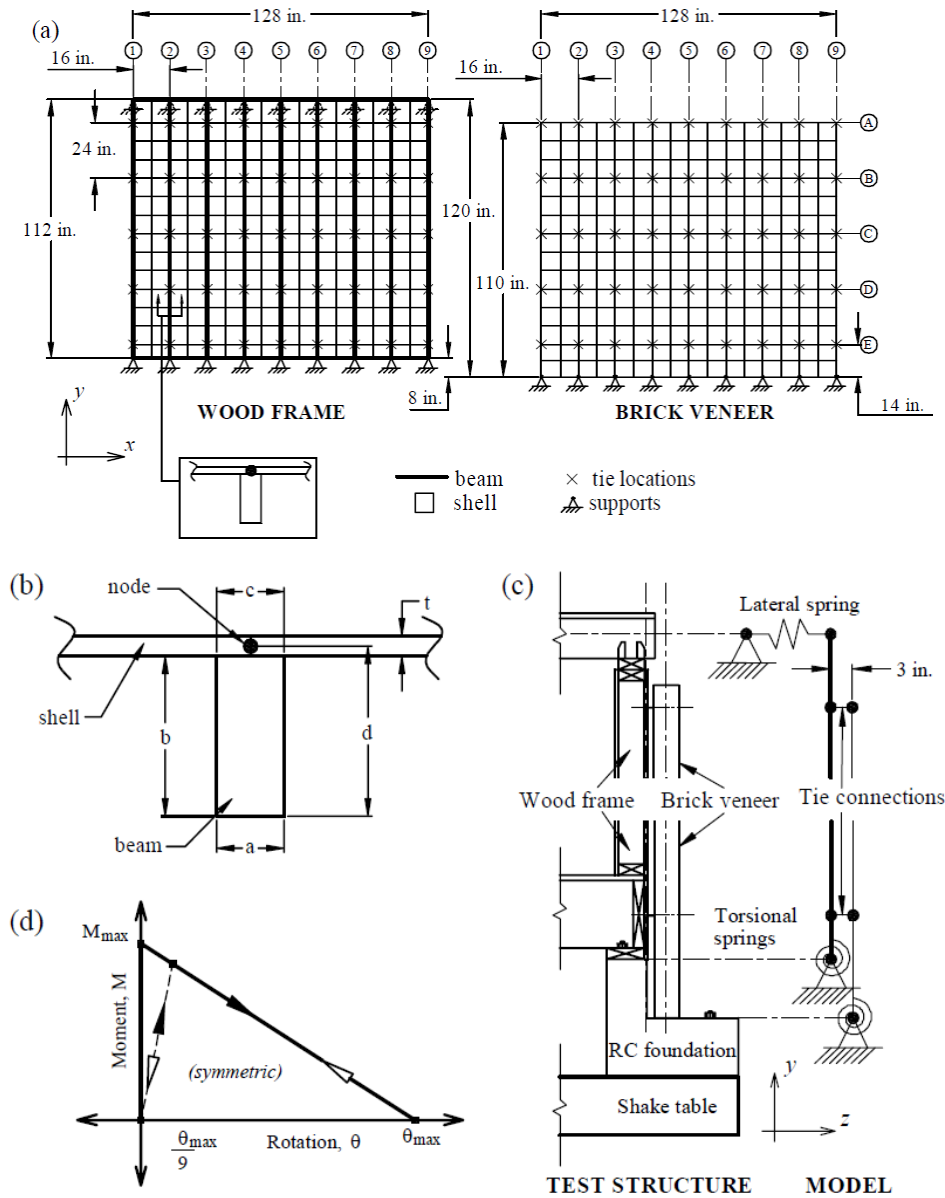 (a)
128 in.
128 in.
1 2 3 4 5 6 7 8 9
1 2 3 4 5 6 7 8 9
16 in.
16 in.
24 in.
112 in.
120 in.
110 in.
A
B
C
D
E
8 in.
14 in.
WOOD FRAME
BRICK VENEER
y
x
beam
shell
tie locations
supports
(b)
node
c
t
shell
b
d
beam
a
(c)
Lateral spring
3 in.
Wood frame
Brick veneer
Tie connections
Torsional
springs
RC foundation
Shake table
y
z
TEST STRUCTURE
MODEL
(d)
Mmax
Moment, M
(symmetric)
θmax
9
Rotation, θ
θmax